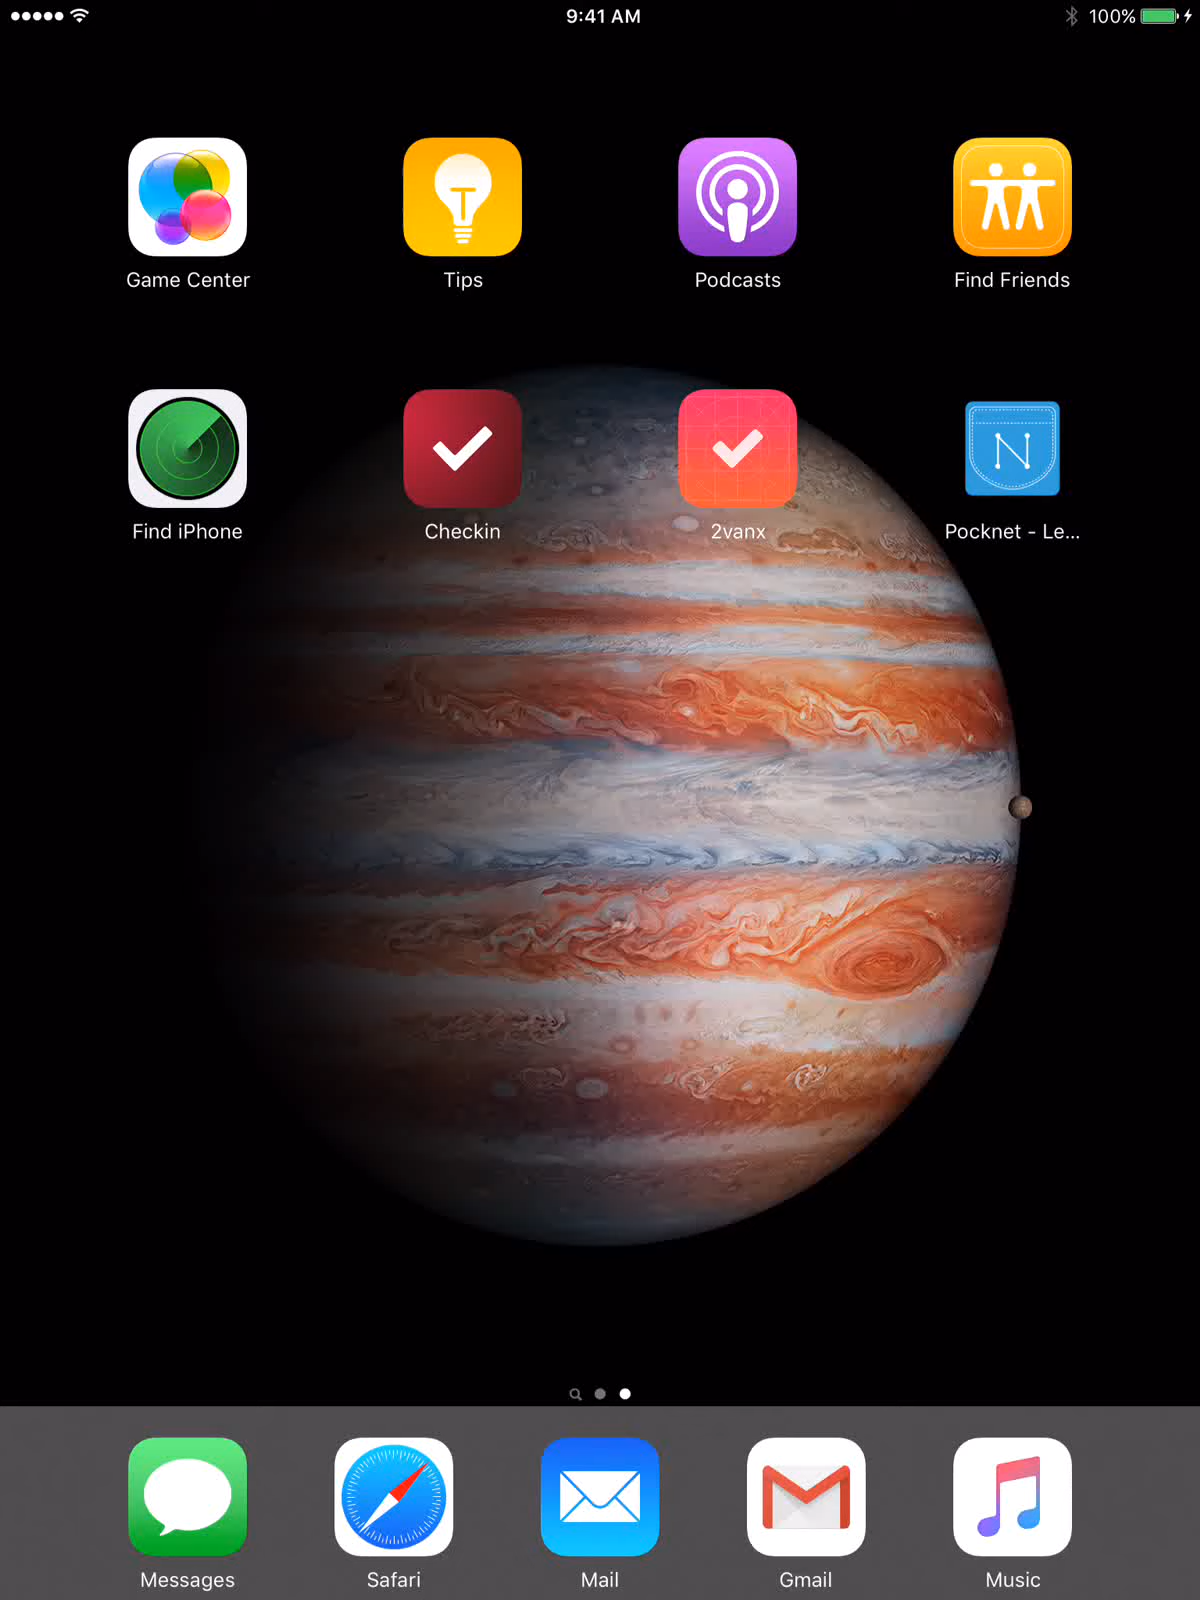 9:41 AM
100%
Game Center
Tips
Podcasts
Find Friends
Find iPhone
Checkin
2vanx
Pocknet - Le...
Messages
Safari
Mail
Gmail
Music